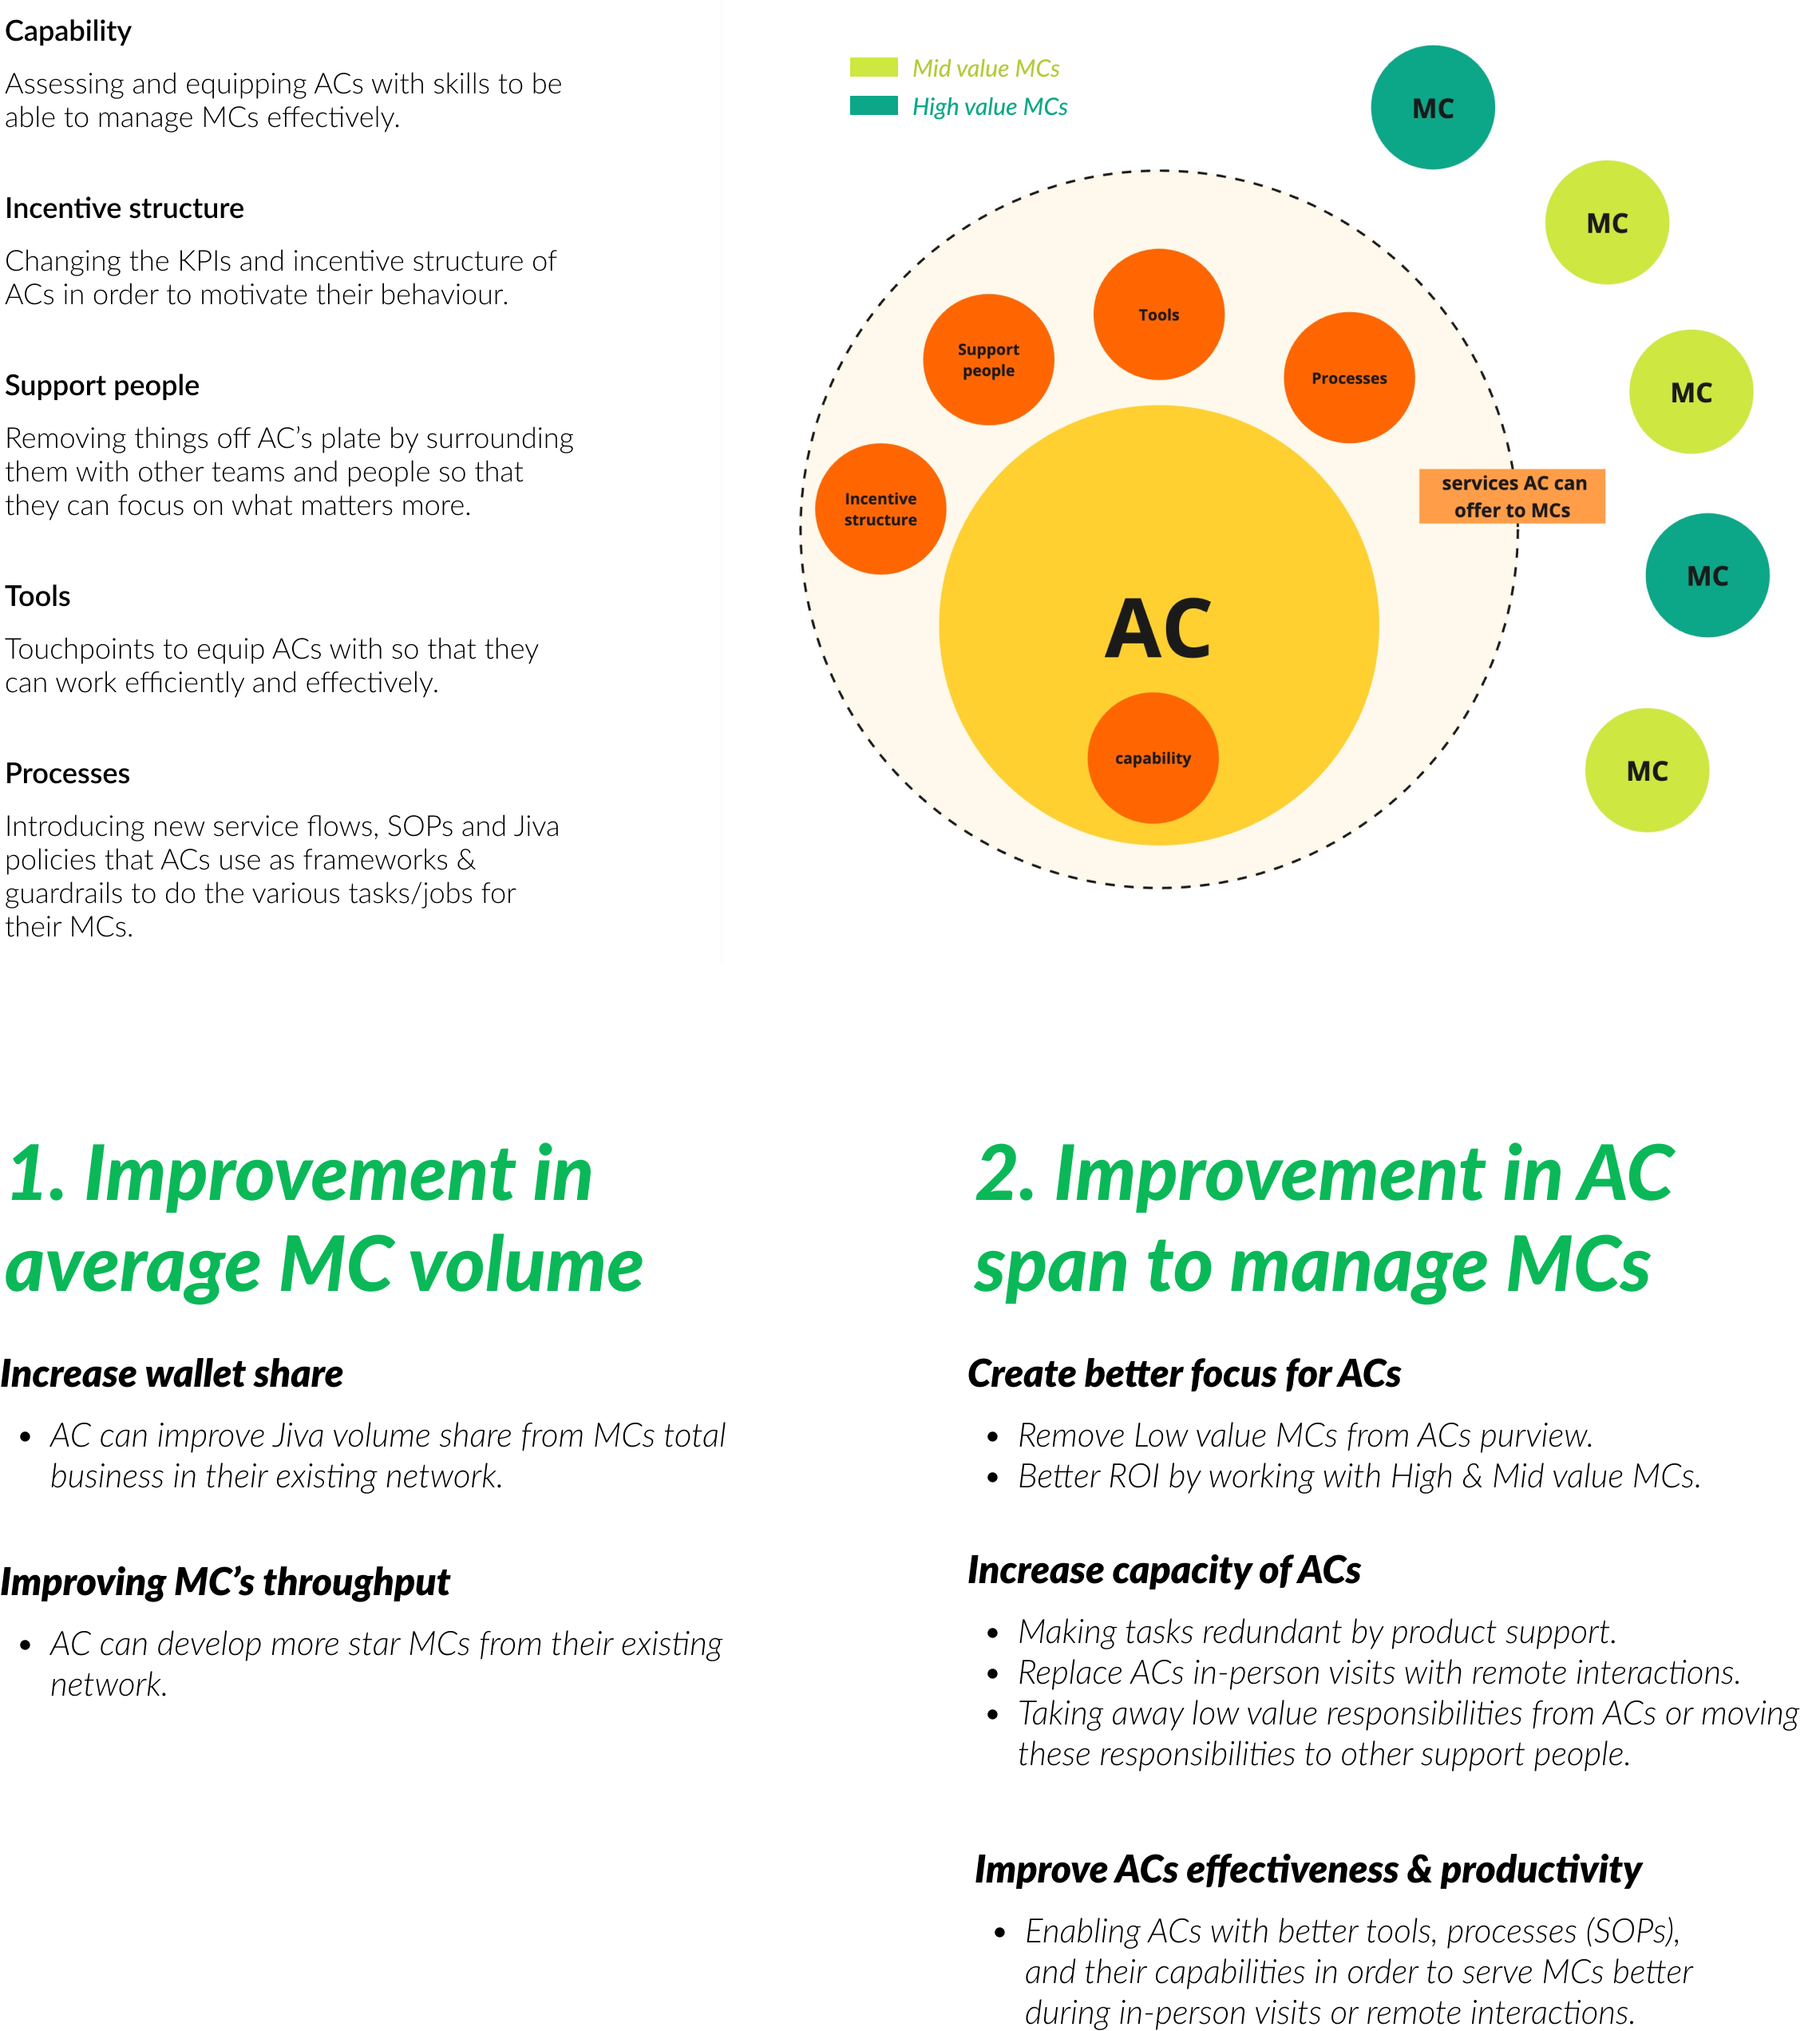 Capability
Assessing and equipping ACs with skills to be
able to manage MCs effectively.
Incentive structure
Changing the KPIs and incentive structure of
ACs in order to motivate their behaviour.
Support people
Removing things off AC’s plate by surrounding
them with other teams and people so that
they can focus on what matters more.
Tools
Touchpoints to equip ACs with so that they
can work efficiently and effectively.
Processes
Introducing new service flows, SOPs and Jiva
policies that ACs use as frameworks &
guardrails to do the various tasks/jobs for
their MCs.
Mid value MCs
High value MCs
MC
MC
MC
MC
MC
Tools
Support
people
Processes
Incentive
structure
services AC can
offer to MCs
AC
capability
1. Improvement in
average MC volume
Increase wallet share
• AC can improve Jiva volume share from MCs total
business in their existing network.
Improving MC’s throughput
• AC can develop more star MCs from their existing
network.
2. Improvement in AC
span to manage MCs
Create better focus for ACs
• Remove Low value MCs from ACs purview.
• Better ROI by working with High & Mid value MCs.
Increase capacity of ACs
• Making tasks redundant by product support.
• Replace ACs in-person visits with remote interactions.
• Taking away low value responsibilities from ACs or moving
these responsibilities to other support people.
Improve ACs effectiveness & productivity
• Enabling ACs with better tools, processes (SOPs),
and their capabilities in order to serve MCs better
during in-person visits or remote interactions.